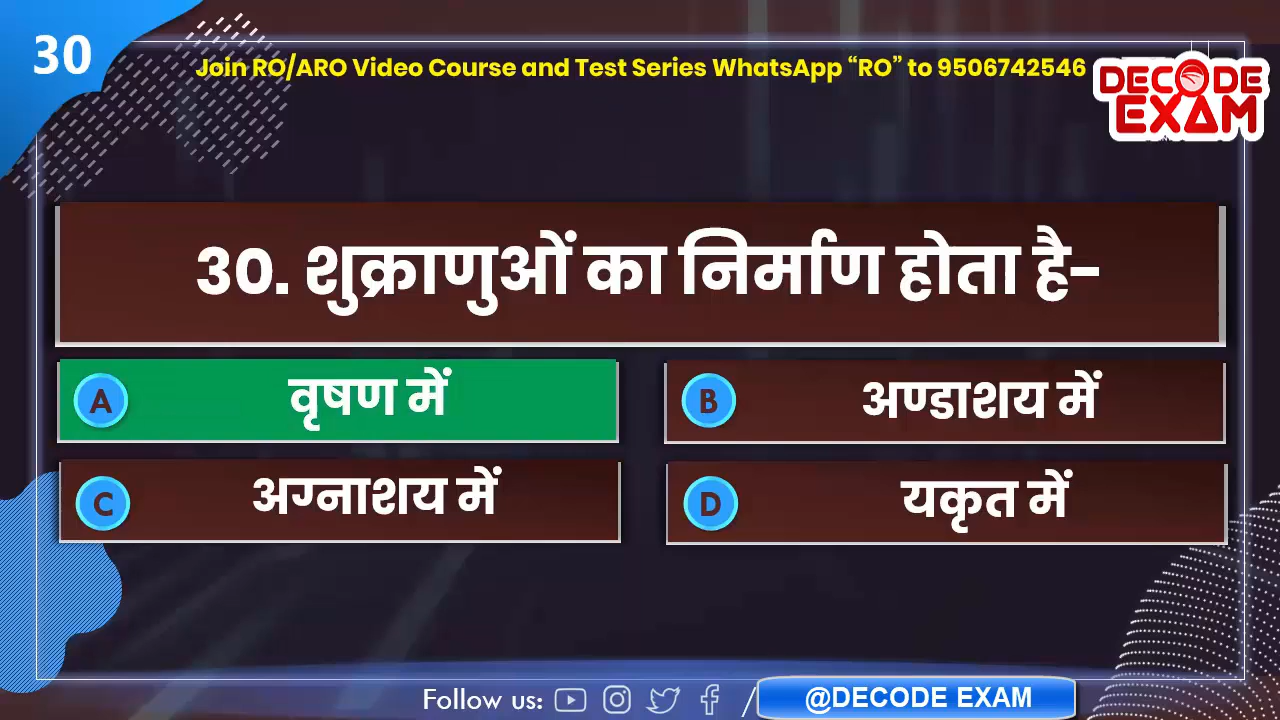 30
Join RO/ARO Video Course and Test Series WhatsApp “RO” to 9506742546
DECODE
EXAM
30. शुक्राणुओं का निर्माण होता है-
A वृषण में
B अण्डाशय में
C अग्नाशय में
D यकृत में
Follow us: / @DECODE EXAM